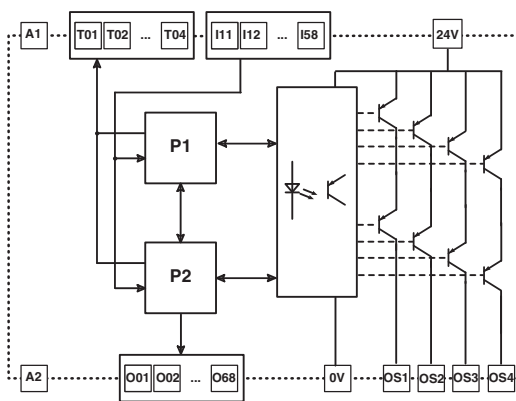 A1 T01 T02 ... T04 I11 I12 ... I58 24V
P1
P2
A2 O01 O02 ... O68 0V OS1 OS2 OS3 OS4